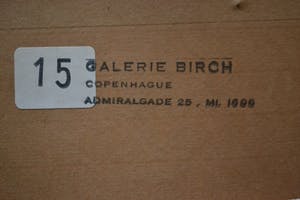 15
GALERIE BIRCH
COPENHAGUE
ADMIRALGADE 25, MI. 1699